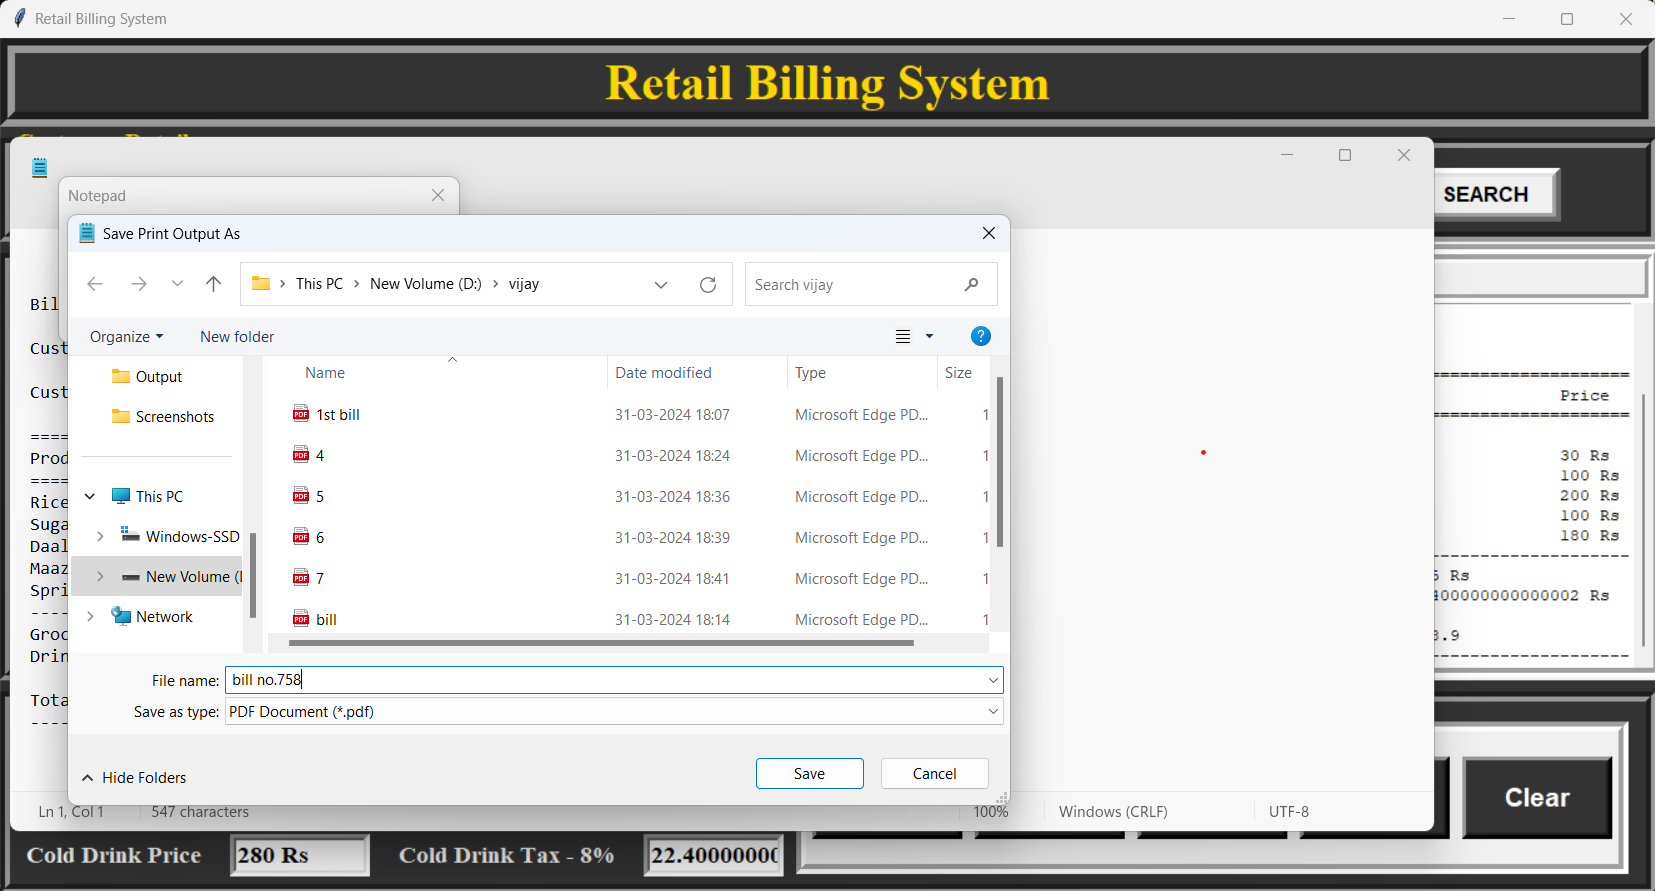 Retail Billing System
Retail Billing System
SEARCH
Notepad
Save Print Output As
This PC > New Volume (D:) > vijay
Search vijay
Organize
New folder
Output
Screenshots
This PC
Windows-SSD
New Volume (
Network
Name Date modified Type Size
1st bill 31-03-2024 18:07 Microsoft Edge PD... 1
4 31-03-2024 18:24 Microsoft Edge PD... 1
5 31-03-2024 18:36 Microsoft Edge PD... 1
6 31-03-2024 18:39 Microsoft Edge PD... 1
7 31-03-2024 18:41 Microsoft Edge PD... 1
bill 31-03-2024 18:14 Microsoft Edge PD... 1
File name: bill no.758
Save as type: PDF Document (*.pdf)
Hide Folders
Save
Cancel
Bil
Cust
Cust
====
Prod
====
Rice
Suga
Daal
Maaz
Spri
----
Groc
Drin
Tota
----
Ln 1, Col 1
547 characters
100%
Windows (CRLF)
UTF-8
====================
Price
====================
30 Rs
100 Rs
200 Rs
100 Rs
180 Rs
--------------------
Rs
400000000000002 Rs
3.9
--------------------
Clear
Cold Drink Price 280 Rs
Cold Drink Tax - 8% 22.4000000